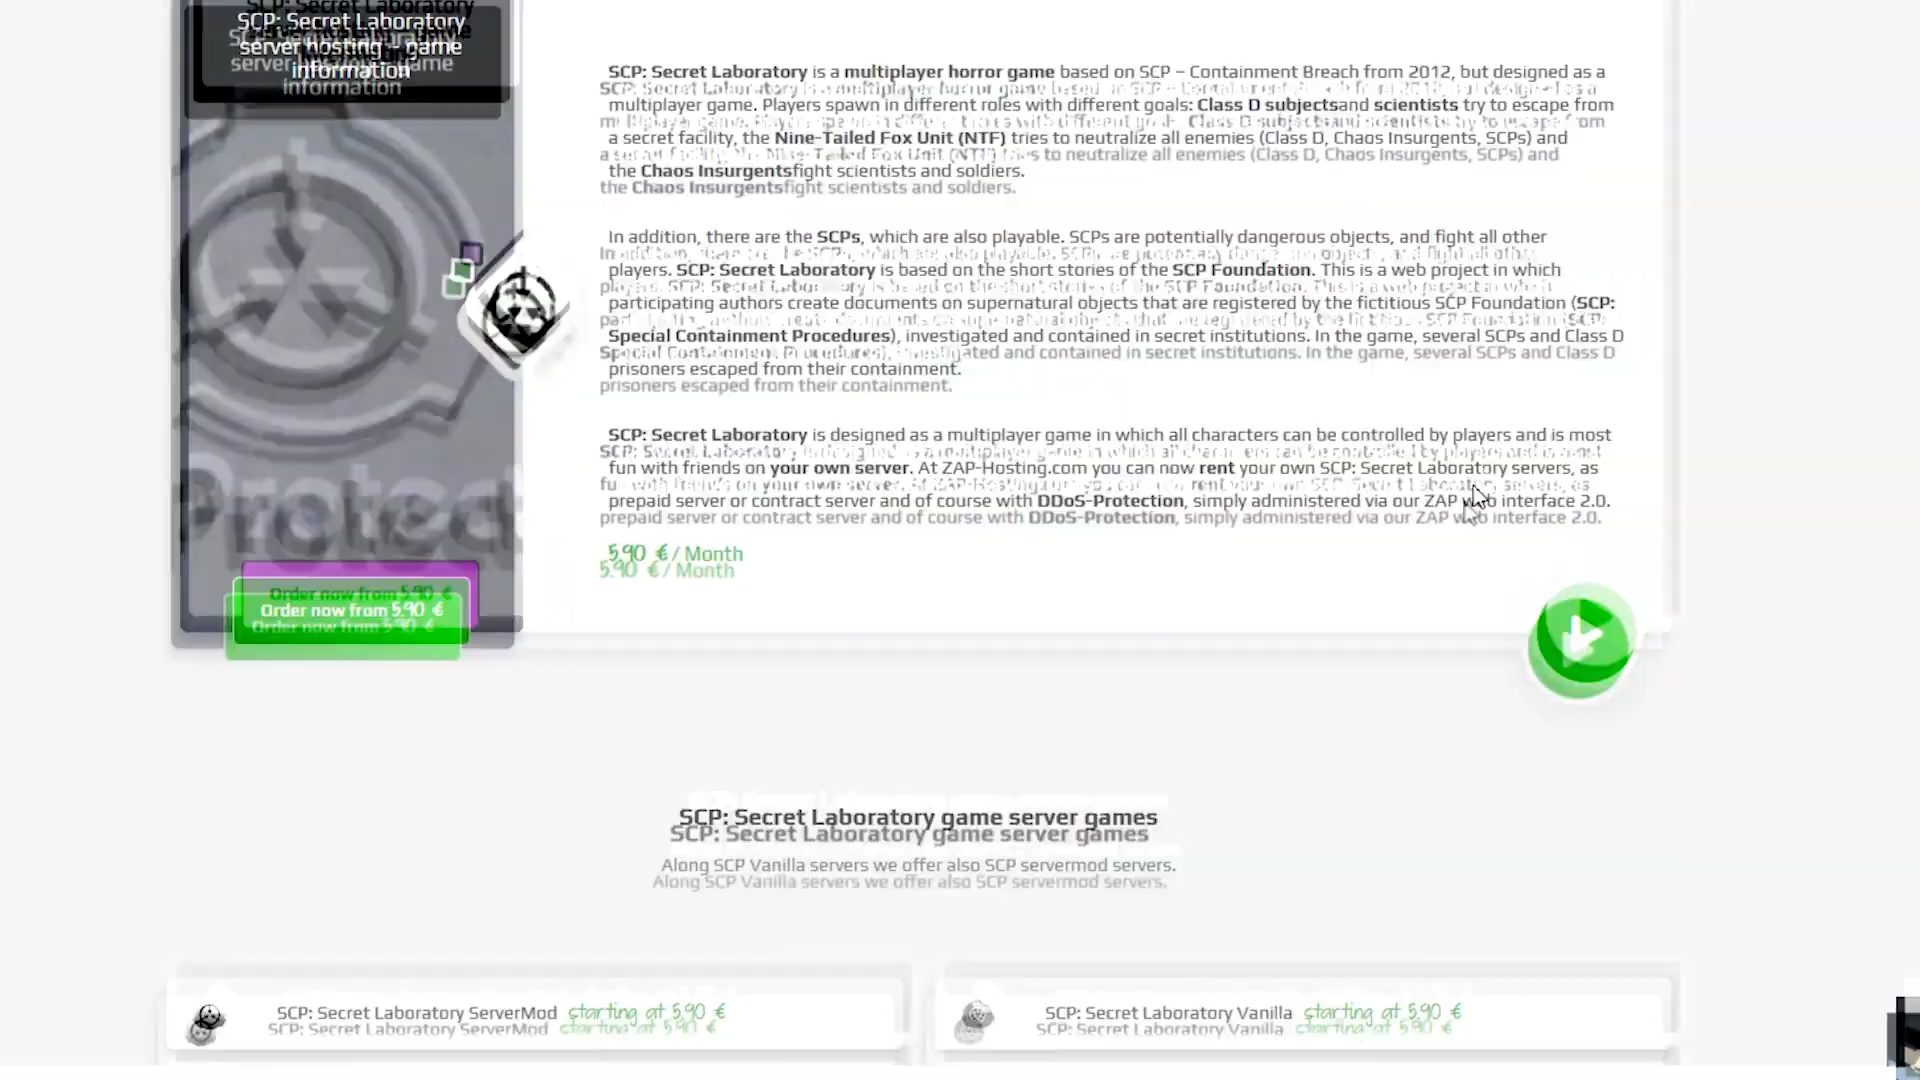 SCP: Secret Laboratory
server hosting - game
information
SCP: Secret Laboratory is a multiplayer horror game based on SCP – Containment Breach from 2012, but designed as a
multiplayer game. Players spawn in different roles with different goals: Class D subjectsand scientists try to escape from
a secret facility, the Nine-Tailed Fox Unit (NTF) tries to neutralize all enemies (Class D, Chaos Insurgents, SCPs) and
the Chaos Insurgentsfight scientists and soldiers.
In addition, there are the SCPs, which are also playable. SCPs are potentially dangerous objects, and fight all other
players. SCP: Secret Laboratory is based on the short stories of the SCP Foundation. This is a web project in which
participating authors create documents on supernatural objects that are registered by the fictitious SCP Foundation (SCP:
Special Containment Procedures), investigated and contained in secret institutions. In the game, several SCPs and Class D
prisoners escaped from their containment.
SCP: Secret Laboratory is designed as a multiplayer game in which all characters can be controlled by players and is most
fun with friends on your own server. At ZAP-Hosting.com you can now rent your own SCP: Secret Laboratory servers, as
prepaid server or contract server and of course with DDoS-Protection, simply administered via our ZAP web interface 2.0.
5.90 € / Month
Protect
Order now from 5.90 €
SCP: Secret Laboratory game server games
Along SCP Vanilla servers we offer also SCP servermod servers.
SCP: Secret Laboratory ServerMod starting at 5.90 €
SCP: Secret Laboratory Vanilla starting at 5.90 €